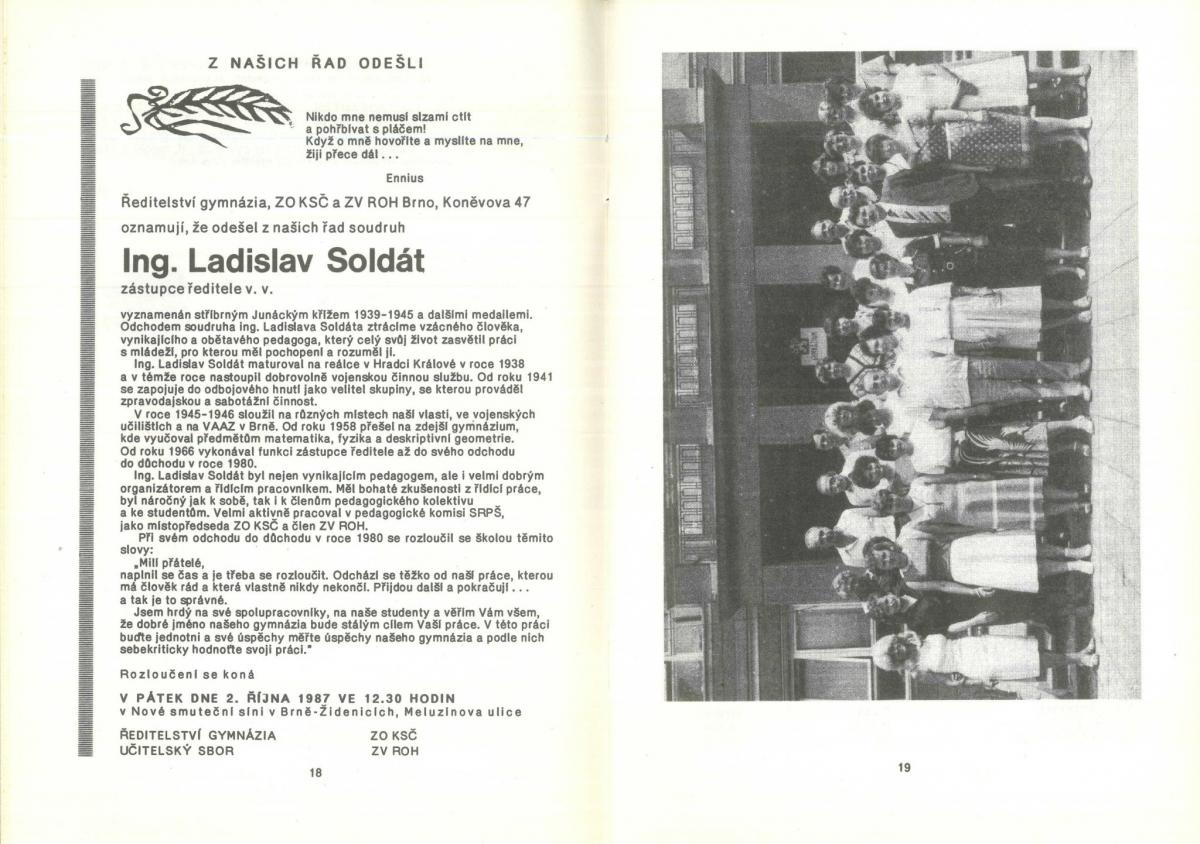 Z NAŠICH ŘAD ODEŠLI
Nikdo mne nemusí slzami ctít
a pohřbívat s pláčem!
Když o mně hovoříte a myslíte na mne,
žiji přece dál . . .
Ennius
Ředitelství gymnázia, ZO KSČ a ZV ROH Brno, Koněvova 47
oznamují, že odešel z našich řad soudruh
Ing. Ladislav Soldát
zástupce ředitele v. v.
vyznamenán stříbrným Junáckým křížem 1939-1945 a dalšími medailemi.
Odchodem soudruha ing. Ladislava Soldáta ztrácíme vzácného člověka,
vynikajícího a obětavého pedagoga, který celý svůj život zasvětil práci
s mládeží, pro kterou měl pochopení a rozuměl jí.
Ing. Ladislav Soldát maturoval na reálce v Hradci Králové v roce 1938
a v témže roce nastoupil dobrovolně vojenskou činnou službu. Od roku 1941
se zapojuje do odbojového hnutí jako velitel skupiny, se kterou prováděl
zpravodajskou a sabotážní činnost.
V roce 1945-1946 sloužil na různých místech naší vlasti, ve vojenských
učilištích a na VAAZ v Brně. Od roku 1958 přešel na zdejší gymnázium,
kde vyučoval předmětům matematika, fyzika a deskriptivní geometrie.
Od roku 1966 vykonával funkci zástupce ředitele až do svého odchodu
do důchodu v roce 1980.
Ing. Ladislav Soldát byl nejen vynikajícím pedagogem, ale i velmi dobrým
organizátorem a řídícím pracovníkem. Měl bohaté zkušenosti z řídící práce,
byl náročný jak k sobě, tak i k členům pedagogického kolektivu
a ke studentům. Velmi aktivně pracoval v pedagogické komisi SRPŠ,
jako místopředseda ZO KSČ a člen ZV ROH.
Při svém odchodu do důchodu v roce 1980 se rozloučil se školou těmito
slovy:
„Milí přátelé,
naplnil se čas a je třeba se rozloučit. Odchází se těžko od naší práce, kterou
má člověk rád a která vlastně nikdy nekončí. Přijdou další a pokračují . . .
a tak je to správné.
Jsem hrdý na své spolupracovníky, na naše studenty a věřím Vám všem,
že dobré jméno našeho gymnázia bude stálým cílem Vaší práce. V této práci
buďte jednotni a své úspěchy měřte úspěchy našeho gymnázia a podle nich
sebekriticky hodnoťte svoji práci."
Rozloučení se koná
V PÁTEK DNE 2. ŘÍJNA 1987 VE 12.30 HODIN
v Nové smuteční síni v Brně-Židenicích, Meluzinova ulice
ŘEDITELSTVÍ GYMNÁZIA ZO KSČ
UČITELSKÝ SBOR ZV ROH
18
19